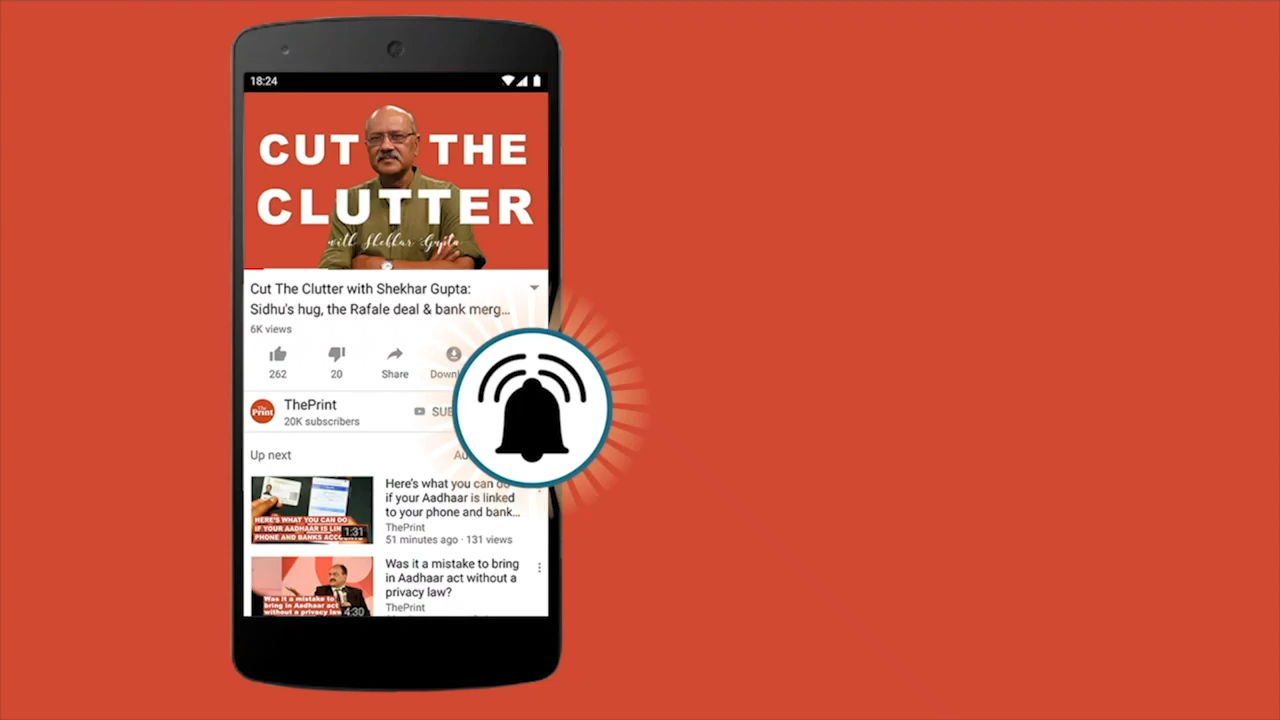 18:24
CUT THE
CLUTTER
with Shekhar Gupta
Cut The Clutter with Shekhar Gupta:
Sidhu's hug, the Rafale deal & bank merg...
6K views
262
20
Share
Downl
The
Print
ThePrint
20K subscribers
SUB
Up next
Au
HERE'S WHAT YOU CAN DO
IF YOUR AADHAAR IS LIN
PHONE AND BANKS ACCO
1:31
Here's what you can do
if your Aadhaar is linked
to your phone and bank...
ThePrint
51 minutes ago · 131 views
Was it a mistake to
bring in Aadhaar act
without a privacy law
4:30
Was it a mistake to bring
in Aadhaar act without a
privacy law?
ThePrint